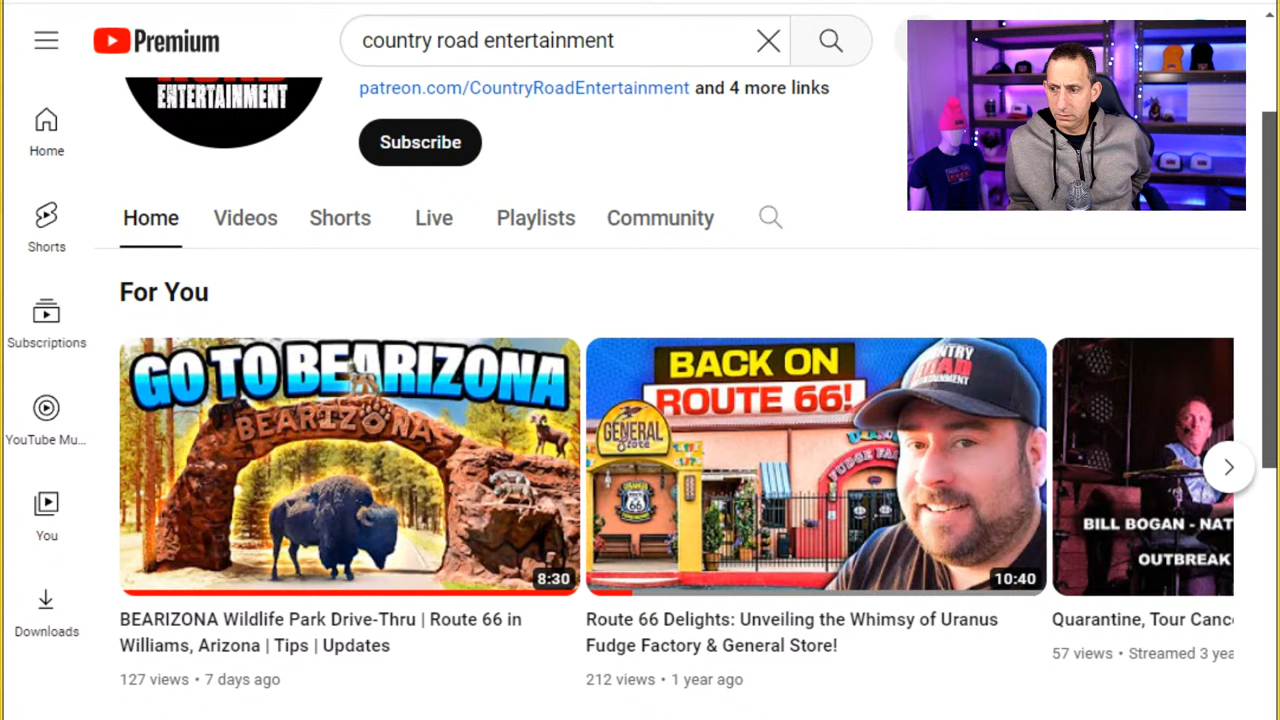 Premium
country road entertainment
ENTERTAINMENT
patreon.com/CountryRoadEntertainment and 4 more links
Subscribe
Home
Shorts
Subscriptions
YouTube Mu...
You
Downloads
Home Videos Shorts Live Playlists Community
For You
GO TO BEARIZONA
BEARIZONA
8:30
BACK ON
ROUTE 66!
GENERAL
Store
66
FUDGE FA
ROAD
ENTERTAINMENT
10:40
BILL BOGAN - NAT
OUTBREAK
BEARIZONA Wildlife Park Drive-Thru | Route 66 in
Williams, Arizona | Tips | Updates
127 views • 7 days ago
Route 66 Delights: Unveiling the Whimsy of Uranus
Fudge Factory & General Store!
212 views • 1 year ago
Quarantine, Tour Canc
57 views • Streamed 3 yea